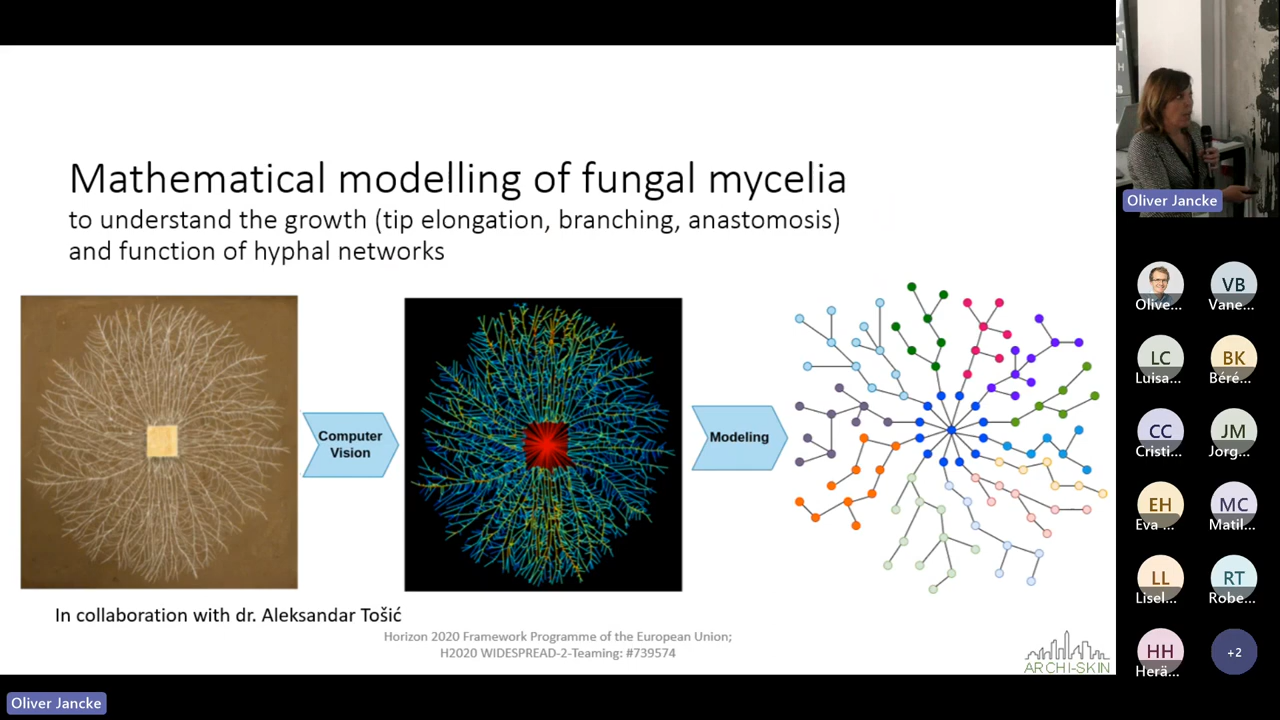 Mathematical modelling of fungal mycelia
to understand the growth (tip elongation, branching, anastomosis)
and function of hyphal networks
Computer
Vision
Modeling
In collaboration with dr. Aleksandar Tošić
Horizon 2020 Framework Programme of the European Union;
H2020 WIDESPREAD-2-Teaming: #739574
ARCHI-SKIN
Oliver Jancke
Oliver Jancke
Olive...
VB
Vane...
LC
Luisa...
BK
Béré...
CC
Cristi...
JM
Jorg...
EH
Eva ...
MC
Matil...
LL
Lisel...
RT
Robe...
HH
Herä...
+2